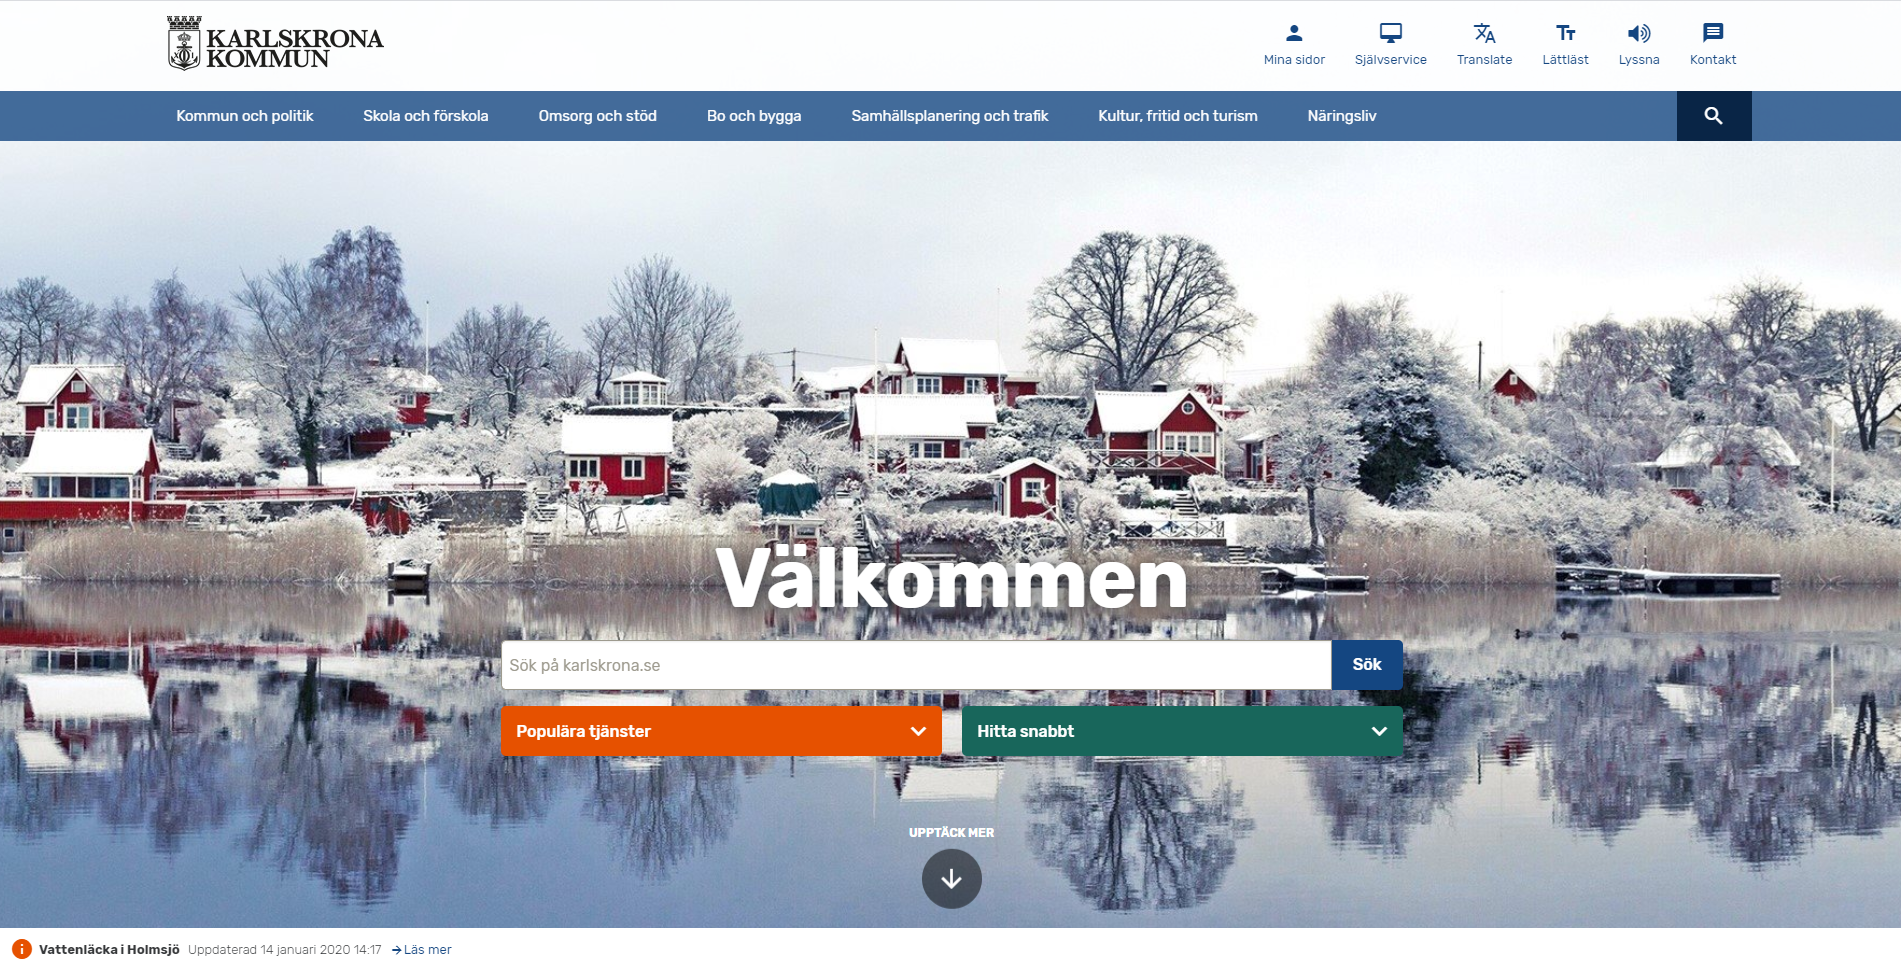 KARLSKRONA
KOMMUN
Mina sidor
Självservice
Translate
Lättläst
Lyssna
Kontakt
Kommun och politik
Skola och förskola
Omsorg och stöd
Bo och bygga
Samhällsplanering och trafik
Kultur, fritid och turism
Näringsliv
Välkommen
Sök på karlskrona.se
Sök
Populära tjänster
Hitta snabbt
UPPTÄCK MER
Vattenläcka i Holmsjö Uppdaterad 14 januari 2020 14:17 Läs mer